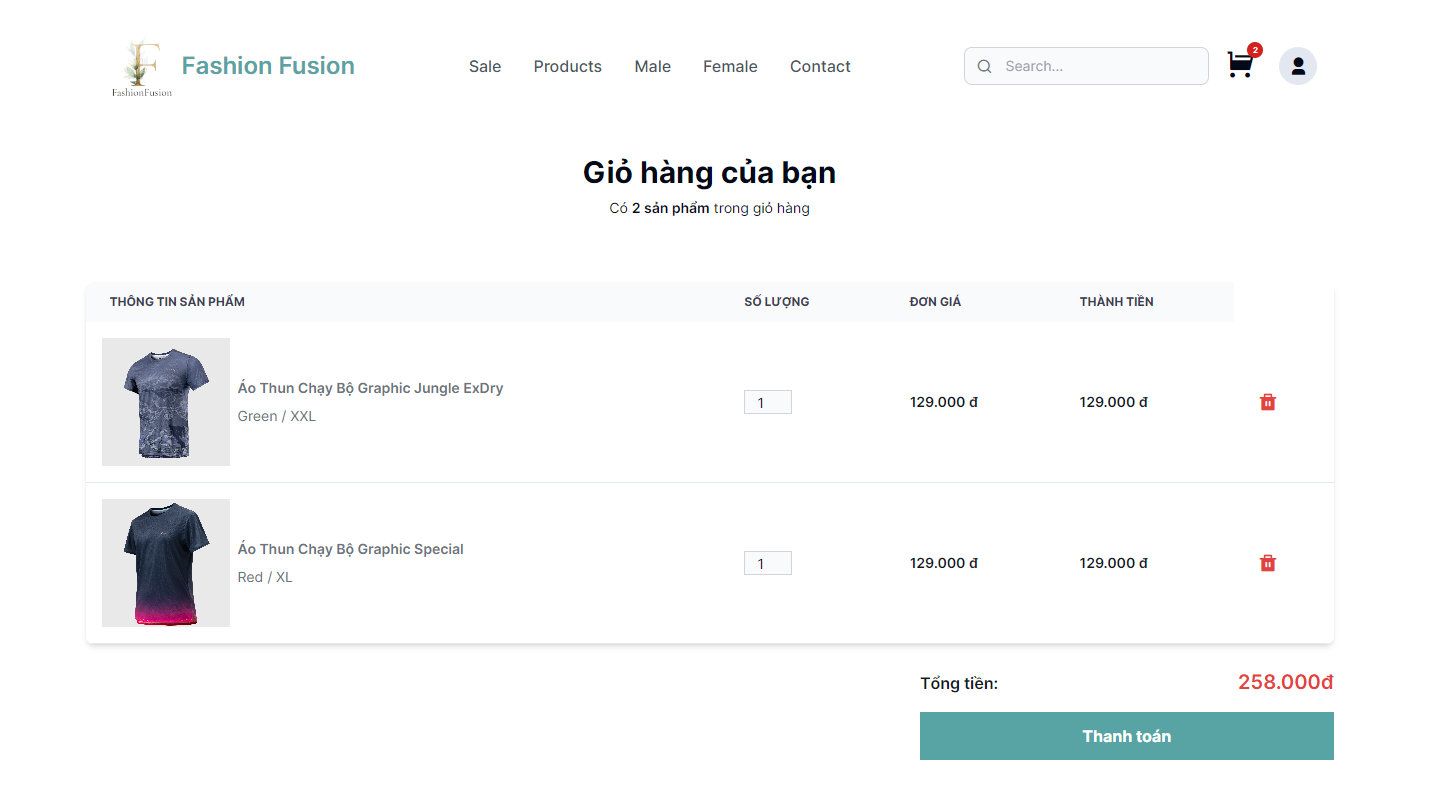 FashionFusion
Fashion Fusion
Sale Products Male Female Contact
Search...
2
Giỏ hàng của bạn
Có 2 sản phẩm trong giỏ hàng
THÔNG TIN SẢN PHẨM SỐ LƯỢNG ĐƠN GIÁ THÀNH TIỀN
Áo Thun Chạy Bộ Graphic Jungle ExDry
Green / XXL
1 129.000 đ 129.000 đ
Áo Thun Chạy Bộ Graphic Special
Red / XL
1 129.000 đ 129.000 đ
Tổng tiền: 258.000đ
Thanh toán